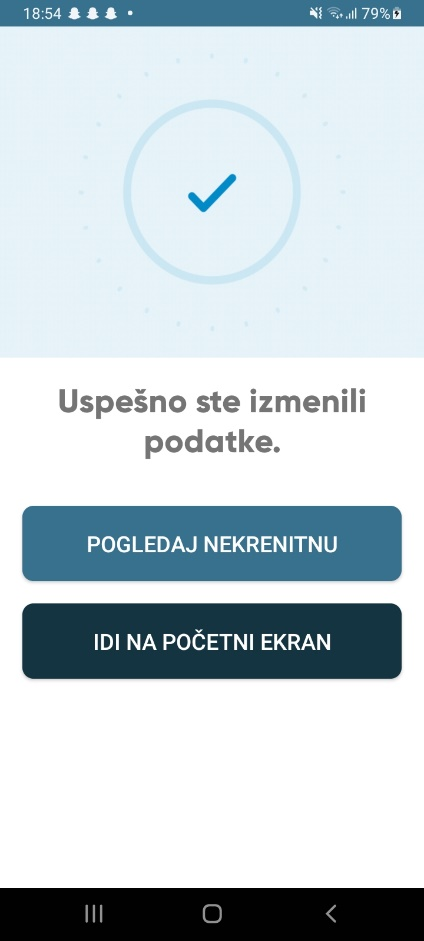 18:54 79%
Uspešno ste izmenili
podatke.
POGLEDAJ NEKRENITNU
IDI NA POČETNI EKRAN